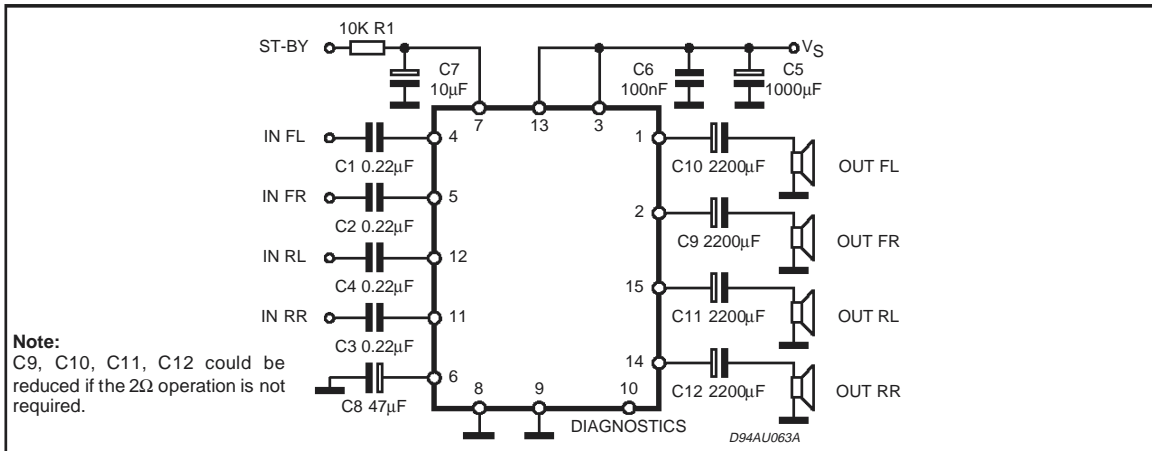 10K R1
ST-BY
C7
10µF
C6
100nF
C5
1000µF
VS
7
13
3
IN FL
C1 0.22µF
4
1
C10 2200µF
OUT FL
IN FR
C2 0.22µF
5
2
C9 2200µF
OUT FR
IN RL
C4 0.22µF
12
15
C11 2200µF
OUT RL
IN RR
C3 0.22µF
11
14
C12 2200µF
OUT RR
C8 47µF
6
8
9
10
DIAGNOSTICS
D94AU063A
Note:
C9, C10, C11, C12 could be
reduced if the 2Ω operation is not
required.